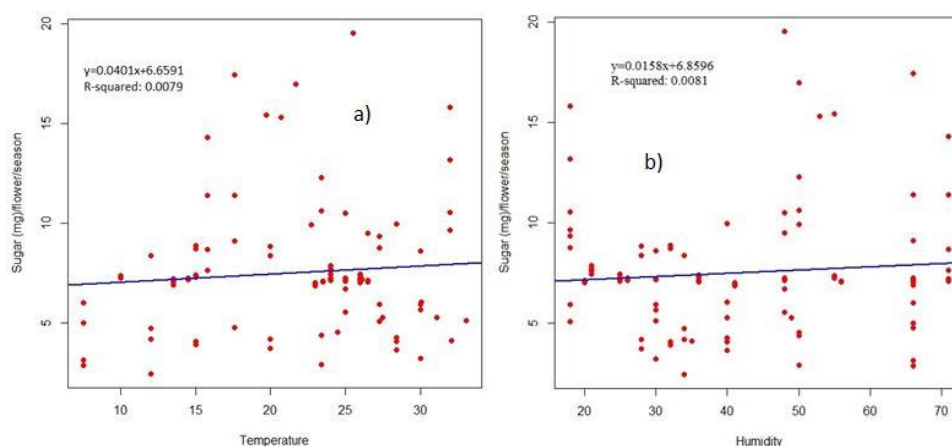 y=0.0401x+6.6591
R-squared: 0.0079
a)
Sugar (mg)/flower/season
20
15
10
5
10
15
20
25
30
Temperature
y=0.0158x+6.8596
R-squared: 0.0081
b)
Sugar (mg)/flower/season
20
15
10
5
20
30
40
50
60
70
Humidity